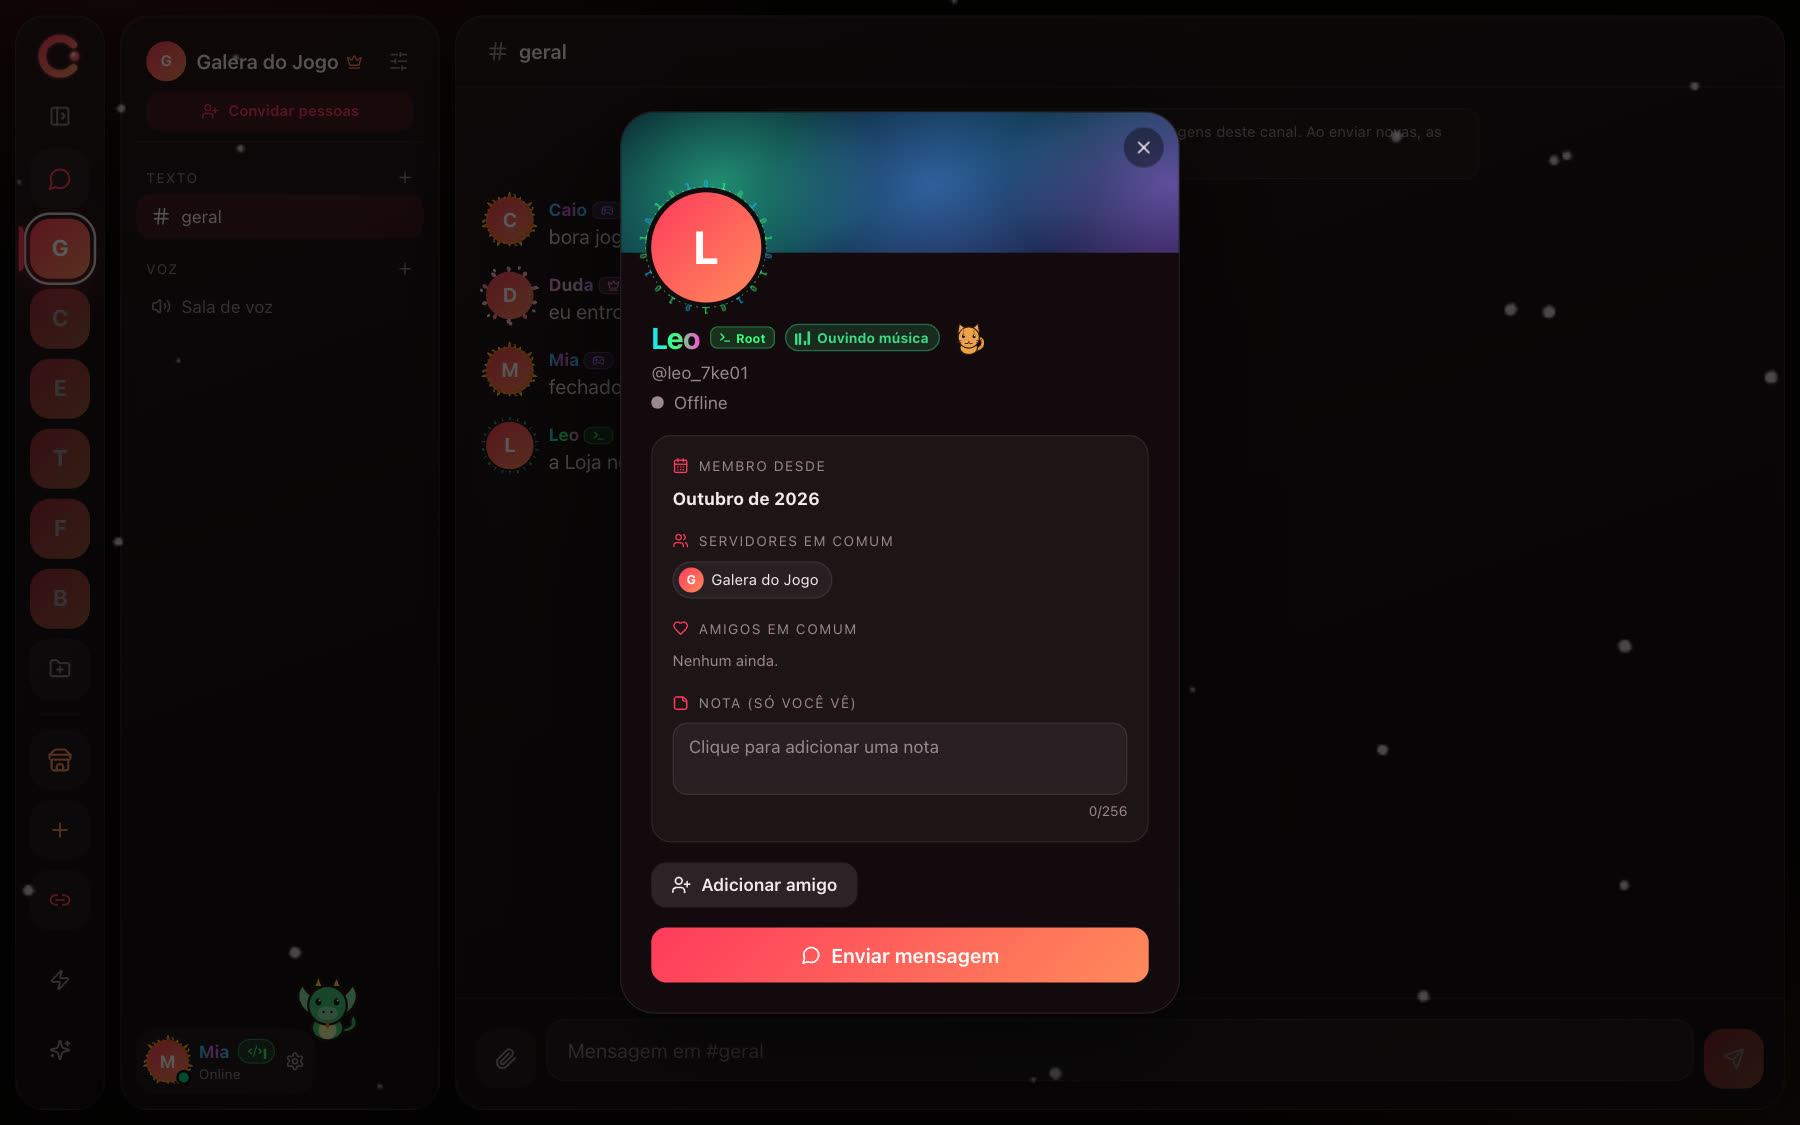 G
Galera do Jogo
Convidar pessoas
TEXTO
geral
VOZ
Sala de voz
G
C
E
T
F
B
M
Mia
Online
# geral
gens deste canal. Ao enviar novas, as
C
Caio
bora jog
D
Duda
eu entro
M
Mia
fechado
L
Leo
a Loja n
L
Leo
Root
Ouvindo música
@leo_7ke01
Offline
MEMBRO DESDE
Outubro de 2026
SERVIDORES EM COMUM
G
Galera do Jogo
AMIGOS EM COMUM
Nenhum ainda.
NOTA (SÓ VOCÊ VÊ)
Clique para adicionar uma nota
0/256
Adicionar amigo
Enviar mensagem
Mensagem em #geral